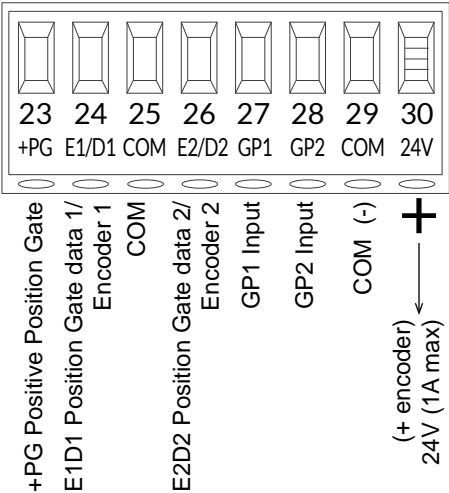 23 24 25 26 27 28 29 30
+PG E1/D1 COM E2/D2 GP1 GP2 COM 24V
+PG Positive Position Gate
E1D1 Position Gate data 1/
Encoder 1
COM
E2D2 Position Gate data 2/
Encoder 2
GP1 Input
GP2 Input
COM (-)
+
(+ encoder)
24V (1A max)